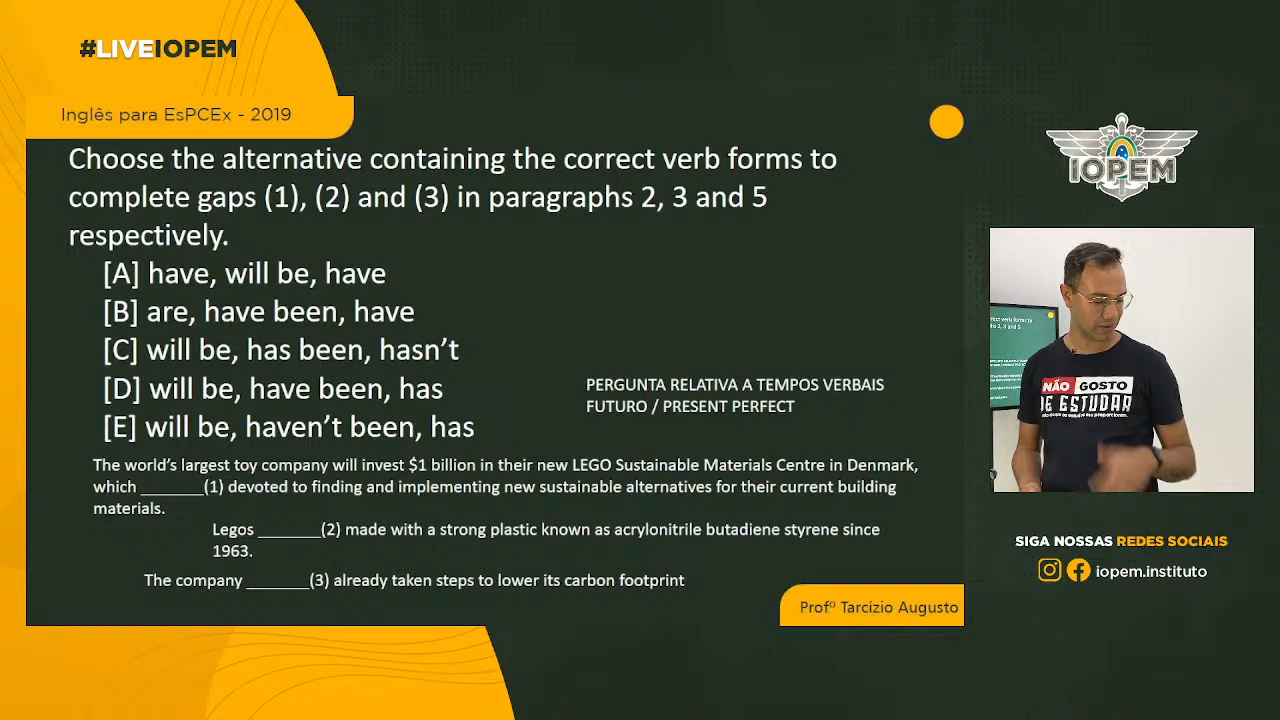 #LIVEIOPEM
Inglês para EsPCEx - 2019
Choose the alternative containing the correct verb forms to
complete gaps (1), (2) and (3) in paragraphs 2, 3 and 5
respectively.
[A] have, will be, have
[B] are, have been, have
[C] will be, has been, hasn't
[D] will be, have been, has
[E] will be, haven't been, has
PERGUNTA RELATIVA A TEMPOS VERBAIS
FUTURO / PRESENT PERFECT
The world's largest toy company will invest $1 billion in their new LEGO Sustainable Materials Centre in Denmark,
which _______(1) devoted to finding and implementing new sustainable alternatives for their current building
materials.
Legos _______(2) made with a strong plastic known as acrylonitrile butadiene styrene since
1963.
The company _______(3) already taken steps to lower its carbon footprint
Profº Tarcízio Augusto
IOPEM
NÃO GOSTO
DE ESTUDAR
SIGA NOSSAS REDES SOCIAIS
iopem.instituto